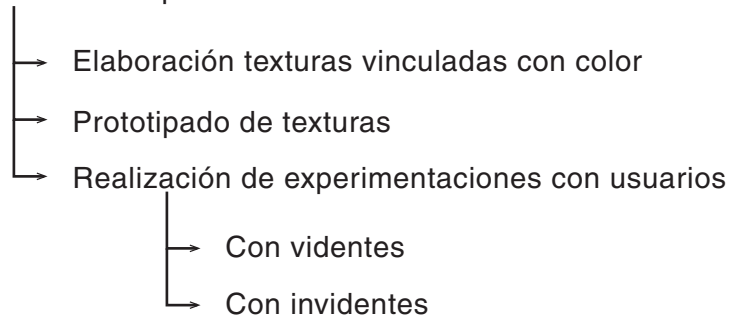 Elaboración texturas vinculadas con color
Prototipado de texturas
Realización de experimentaciones con usuarios
Con videntes
Con invidentes